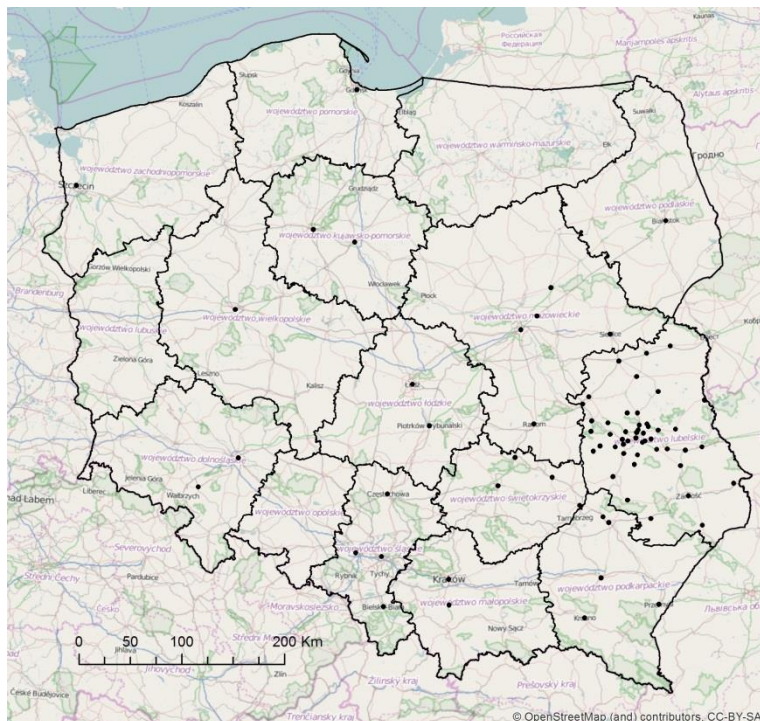 Kaunas
Российская
Федерация
Marijampolės apskritis
Alytaus apskritis
Gdynia
Słupsk
Koszalin
województwo pomorskie
Elbląg
Suwałki
województwo warmińsko-mazurskie
Ełk
Гродно
województwo zachodniopomorskie
Szczecin
Grudziądz
województwo podlaskie
Białystok
województwo kujawsko-pomorskie
Gorzów Wielkopolski
Włocławek
Brandenburg
Płock
województwo mazowieckie
województwo wielkopolskie
województwo lubuskie
Siedlce
Zielona Góra
Leszno
Kalisz
Łódź
województwo łódzkie
Piotrków Trybunalski
Radom
województwo lubelskie
województwo dolnośląskie
Jelenia Góra
Liberec
Wałbrzych
Częstochowa
województwo opolskie
województwo świętokrzyskie
Zamość
Tarnobrzeg
Severovýchod
Střední Čechy
Pardubice
województwo śląskie
Rybnik
Tychy
Kraków
Tarnów
województwo podkarpackie
Česko
Moravskoslezsko
Bielsko-Biała
województwo małopolskie
Przemyśl
Krosno
Nowy Sącz
0 50 100 200 Km
Jihlava
Jihovýchod
Zlín
České Budějovice
Žilinský kraj
Prešovský kraj
Trenčiansky kraj
© OpenStreetMap (and) contributors, CC-BY-SA